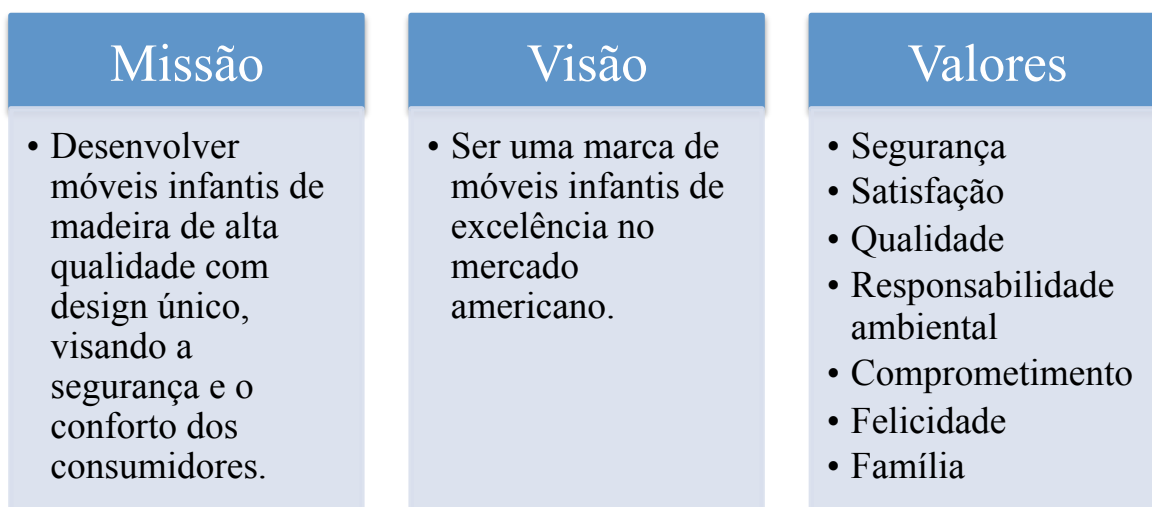 Missão
• Desenvolver
móveis infantis de
madeira de alta
qualidade com
design único,
visando a
segurança e o
conforto dos
consumidores.
Visão
• Ser uma marca de
móveis infantis de
excelência no
mercado
americano.
Valores
• Segurança
• Satisfação
• Qualidade
• Responsabilidade
ambiental
• Comprometimento
• Felicidade
• Família